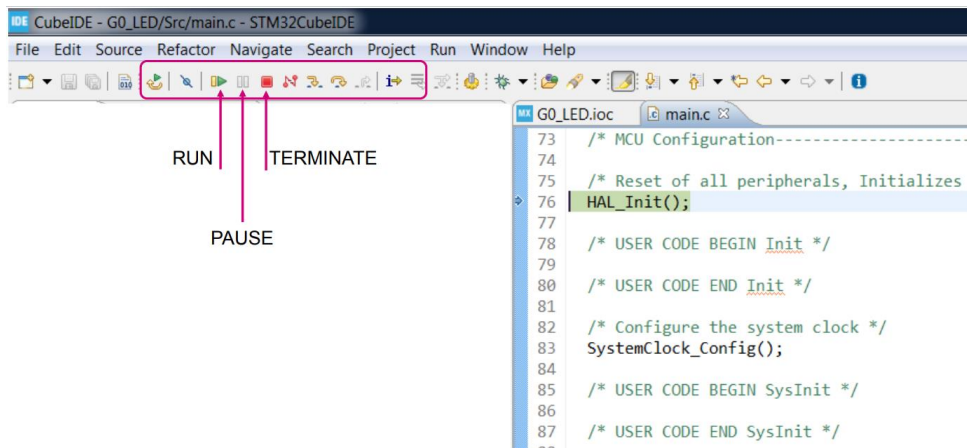 IDE CubeIDE - G0_LED/Src/main.c - STM32CubeIDE
File Edit Source Refactor Navigate Search Project Run Window Help
RUN
TERMINATE
PAUSE
MX G0_LED.ioc
main.c
73 /* MCU Configuration----------------------
74
75 /* Reset of all peripherals, Initializes
76 HAL_Init();
77
78 /* USER CODE BEGIN Init */
79
80 /* USER CODE END Init */
81
82 /* Configure the system clock */
83 SystemClock_Config();
84
85 /* USER CODE BEGIN SysInit */
86
87 /* USER CODE END SysInit */